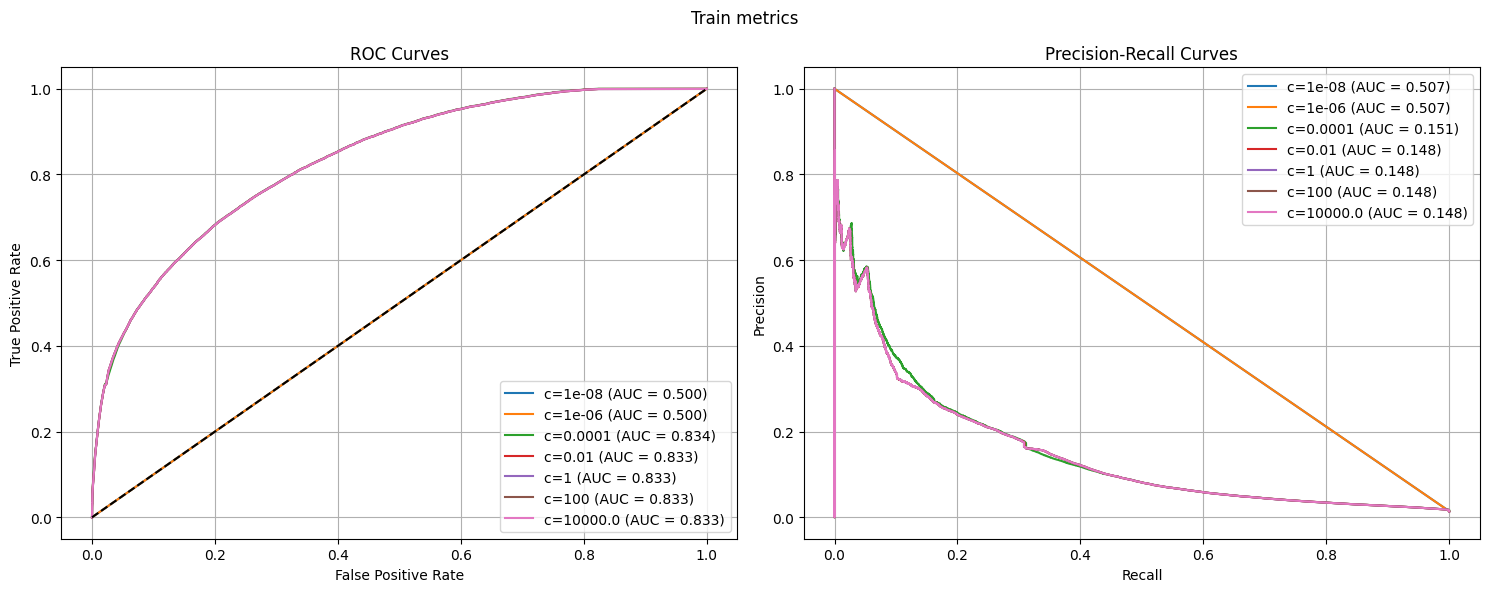 Train metrics
ROC Curves
True Positive Rate
1.0
0.8
0.6
0.4
0.2
0.0
0.0 0.2 0.4 0.6 0.8 1.0
False Positive Rate
c=1e-08 (AUC = 0.500)
c=1e-06 (AUC = 0.500)
c=0.0001 (AUC = 0.834)
c=0.01 (AUC = 0.833)
c=1 (AUC = 0.833)
c=100 (AUC = 0.833)
c=10000.0 (AUC = 0.833)
Precision-Recall Curves
Precision
1.0
0.8
0.6
0.4
0.2
0.0
0.0 0.2 0.4 0.6 0.8 1.0
Recall
c=1e-08 (AUC = 0.507)
c=1e-06 (AUC = 0.507)
c=0.0001 (AUC = 0.151)
c=0.01 (AUC = 0.148)
c=1 (AUC = 0.148)
c=100 (AUC = 0.148)
c=10000.0 (AUC = 0.148)